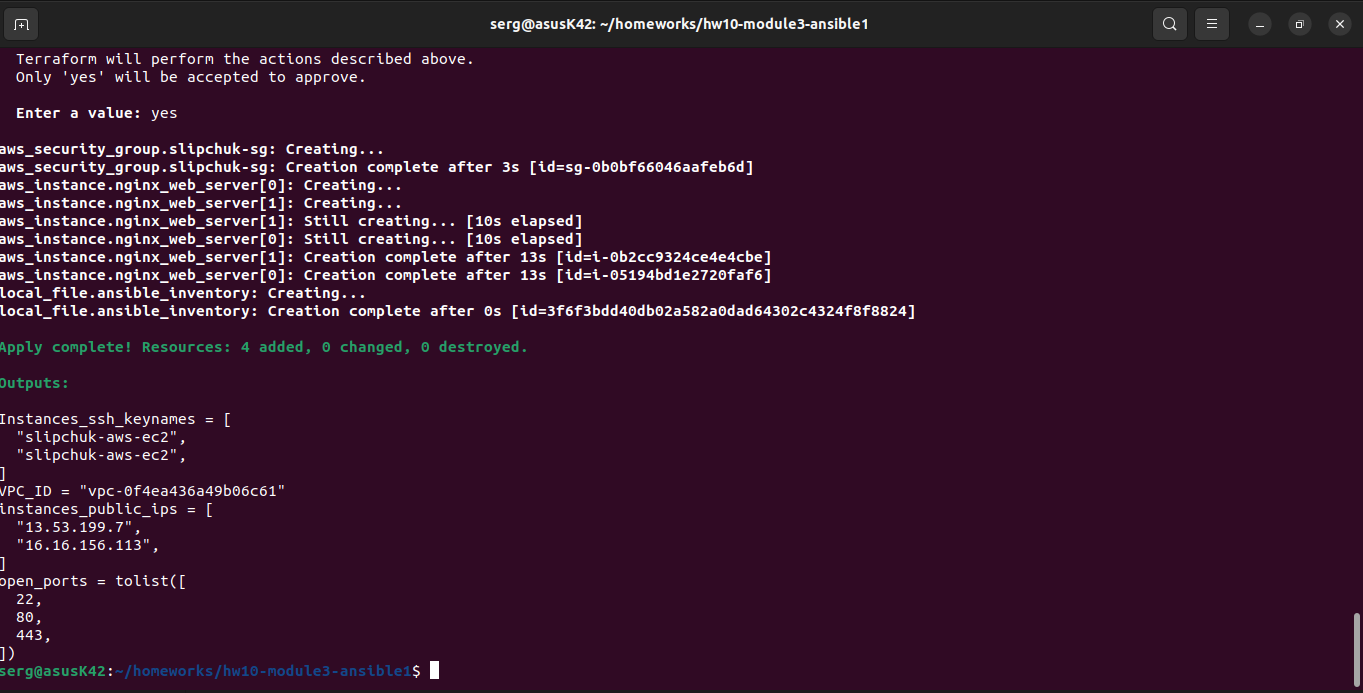 serg@asusK42: ~/homeworks/hw10-module3-ansible1
Terraform will perform the actions described above.
Only 'yes' will be accepted to approve.
Enter a value: yes
aws_security_group.slipchuk-sg: Creating...
aws_security_group.slipchuk-sg: Creation complete after 3s [id=sg-0b0bf66046aafeb6d]
aws_instance.nginx_web_server[0]: Creating...
aws_instance.nginx_web_server[1]: Creating...
aws_instance.nginx_web_server[1]: Still creating... [10s elapsed]
aws_instance.nginx_web_server[0]: Still creating... [10s elapsed]
aws_instance.nginx_web_server[1]: Creation complete after 13s [id=i-0b2cc9324ce4e4cbe]
aws_instance.nginx_web_server[0]: Creation complete after 13s [id=i-05194bd1e2720faf6]
local_file.ansible_inventory: Creating...
local_file.ansible_inventory: Creation complete after 0s [id=3f6f3bdd40db02a582a0dad64302c4324f8f8824]
Apply complete! Resources: 4 added, 0 changed, 0 destroyed.
Outputs:
Instances_ssh_keynames = [
"slipchuk-aws-ec2",
"slipchuk-aws-ec2",
]
VPC_ID = "vpc-0f4ea436a49b06c61"
instances_public_ips = [
"13.53.199.7",
"16.16.156.113",
]
open_ports = tolist([
22,
80,
443,
])
serg@asusK42:~/homeworks/hw10-module3-ansible1$